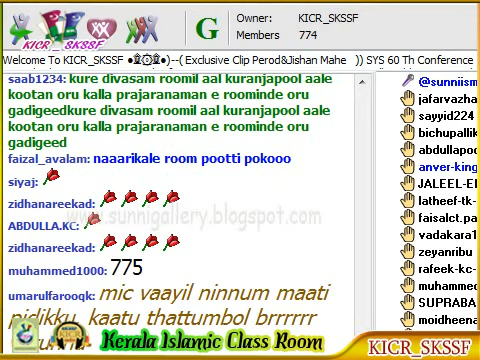 KICR_SKSSF
G
Owner: KICR_SKSSF
Members 774
Welcome To KICR_SKSSF ●۩۞۩●)--( Exclusive Clip Perod&Jishan Mahe )) SYS 60 Th Conference
saab1234: kure divasam roomil aal kuranjapool aale
kootan oru kalla prajaranaman e roominde oru
gadigeedkure divasam roomil aal kuranjapool aale
kootan oru kalla prajaranaman e roominde oru
gadigeed
faizal_avalam: naaarikale room pootti pokooo
siyaj:
zidhanareekad:
www.sunnigallery.blogspot.com
ABDULLA.KC:
zidhanareekad:
muhammed1000: 775
umarulfarooqk: mic vaayil ninnum maati
pidikku, kaatu thattumbol brrrrrr
@sunniism
jafarvazha
sayyid224
bichupallik
abdullapoo
anver-king
JALEEL-EI
latheef-tk-
faisalct.pa
vadakara1
zeyanribu
rafeek-kc-
muhammed
SUPRABA
moidheena
KICR
Kerala Islamic Class Room
KICR_SKSSF